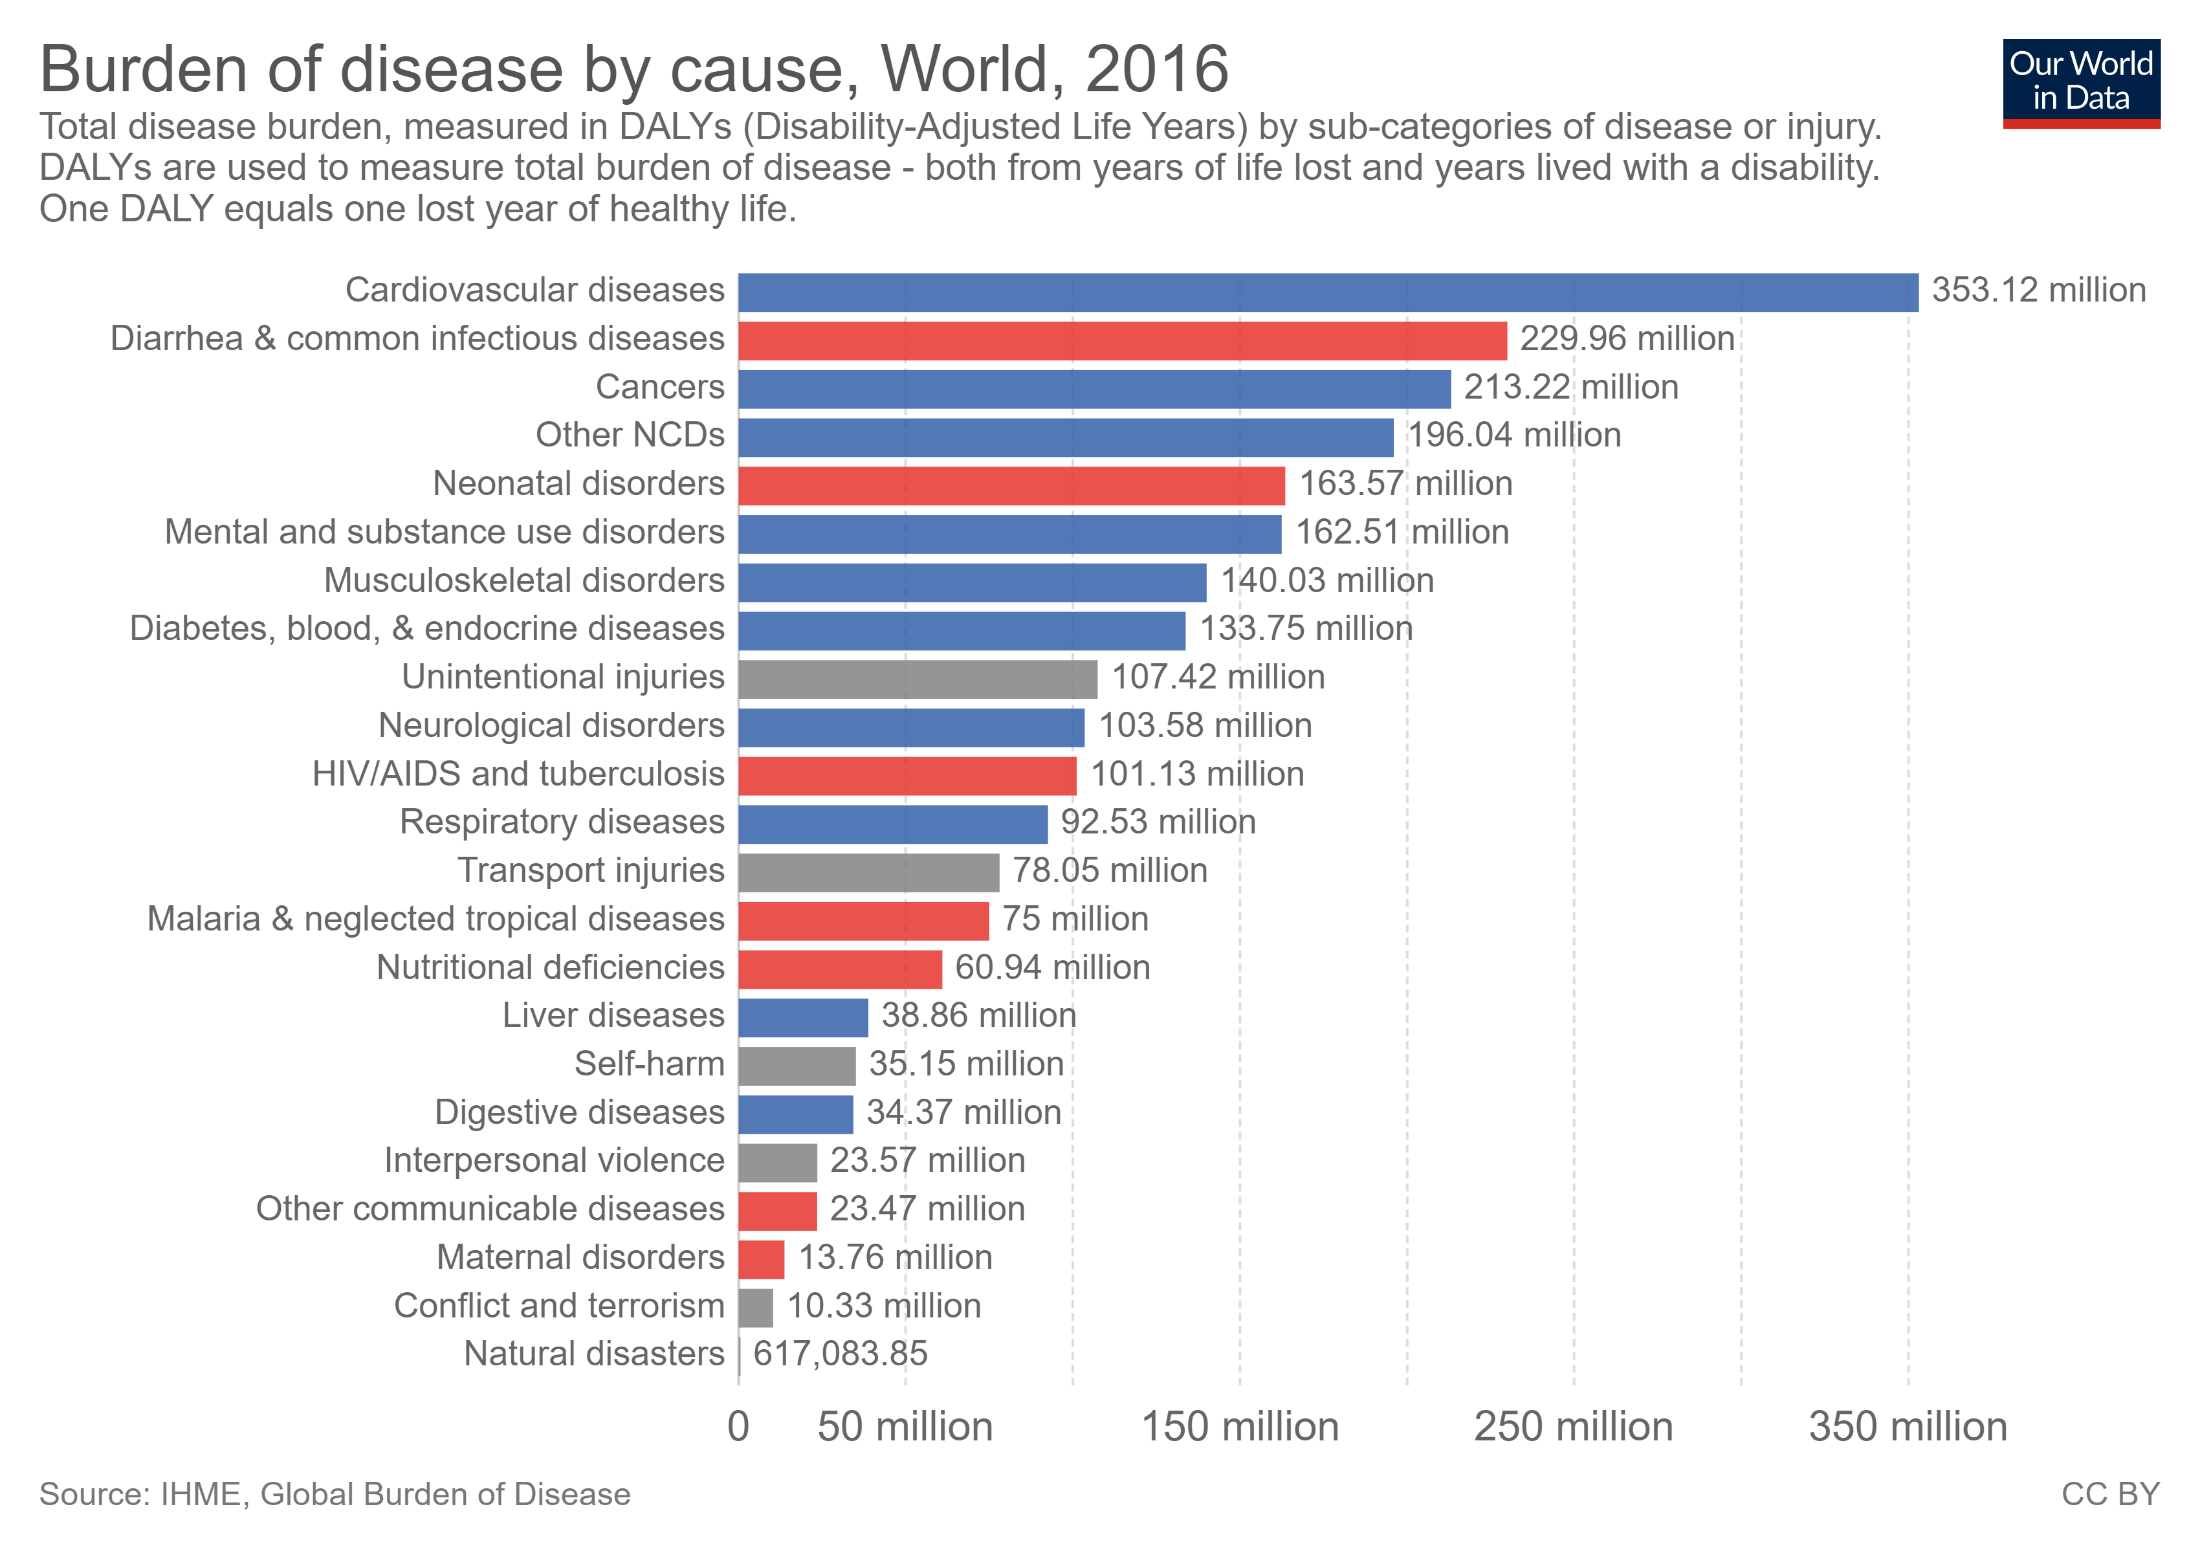 Burden of disease by cause, World, 2016
Our World
in Data
Total disease burden, measured in DALYs (Disability-Adjusted Life Years) by sub-categories of disease or injury.
DALYs are used to measure total burden of disease - both from years of life lost and years lived with a disability.
One DALY equals one lost year of healthy life.
Cardiovascular diseases 353.12 million
Diarrhea & common infectious diseases 229.96 million
Cancers 213.22 million
Other NCDs 196.04 million
Neonatal disorders 163.57 million
Mental and substance use disorders 162.51 million
Musculoskeletal disorders 140.03 million
Diabetes, blood, & endocrine diseases 133.75 million
Unintentional injuries 107.42 million
Neurological disorders 103.58 million
HIV/AIDS and tuberculosis 101.13 million
Respiratory diseases 92.53 million
Transport injuries 78.05 million
Malaria & neglected tropical diseases 75 million
Nutritional deficiencies 60.94 million
Liver diseases 38.86 million
Self-harm 35.15 million
Digestive diseases 34.37 million
Interpersonal violence 23.57 million
Other communicable diseases 23.47 million
Maternal disorders 13.76 million
Conflict and terrorism 10.33 million
Natural disasters 617,083.85
0 50 million 150 million 250 million 350 million
Source: IHME, Global Burden of Disease CC BY